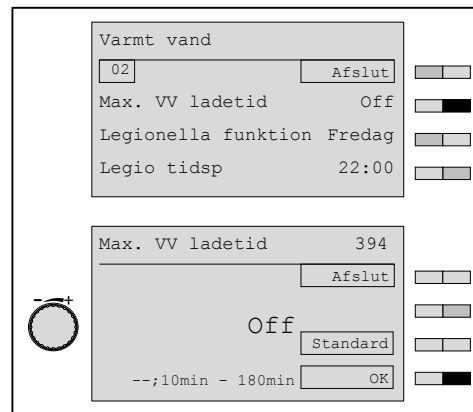 Varmt vand
02 Afslut
Max. VV ladetid Off
Legionella funktion Fredag
Legio tidsp 22:00
Max. VV ladetid 394
Afslut
- +
Off
Standard
--;10min - 180min OK